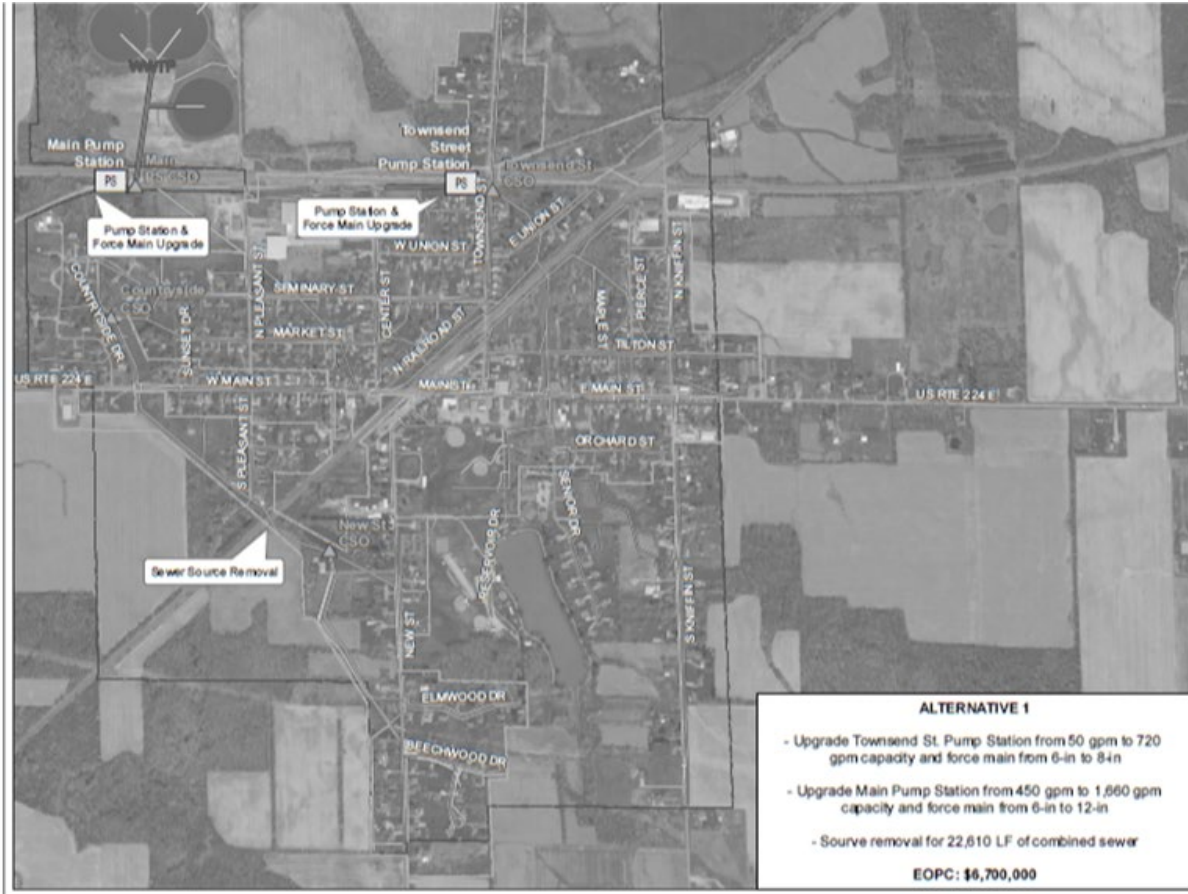 WWTP
Main Pump
Station
Main
PS
Townsend
Street
Pump Station
PS
Townsend St
CSO
Pump Station &
Force Main Upgrade
Pump Station &
Force Main Upgrade
W UNION ST
E UNION ST
TOWNSEND ST
N PLEASANT ST
CENTER ST
PIERCE ST
N KNIFFIN ST
MAPLE ST
COUNTRYSIDE DR
Countryside
CSO
SUNSET DR
SEMINARY ST
MARKET ST
N RAILROAD ST
TILTON ST
US RTE 224 E
W MAIN ST
MAIN ST
E MAIN ST
US RTE 224 E
S PLEASANT ST
ORCHARD ST
SENIOR DR
RESERVOIR DR
New St
CSO
Sewer Source Removal
NEW ST
S KNIFFIN ST
ELMWOOD DR
BEECHWOOD DR
ALTERNATIVE 1
- Upgrade Townsend St. Pump Station from 50 gpm to 720
gpm capacity and force main from 6-in to 8-in
- Upgrade Main Pump Station from 450 gpm to 1,660 gpm
capacity and force main from 6-in to 12-in
- Sourve removal for 22,610 LF of combined sewer
EOPC: $6,700,000